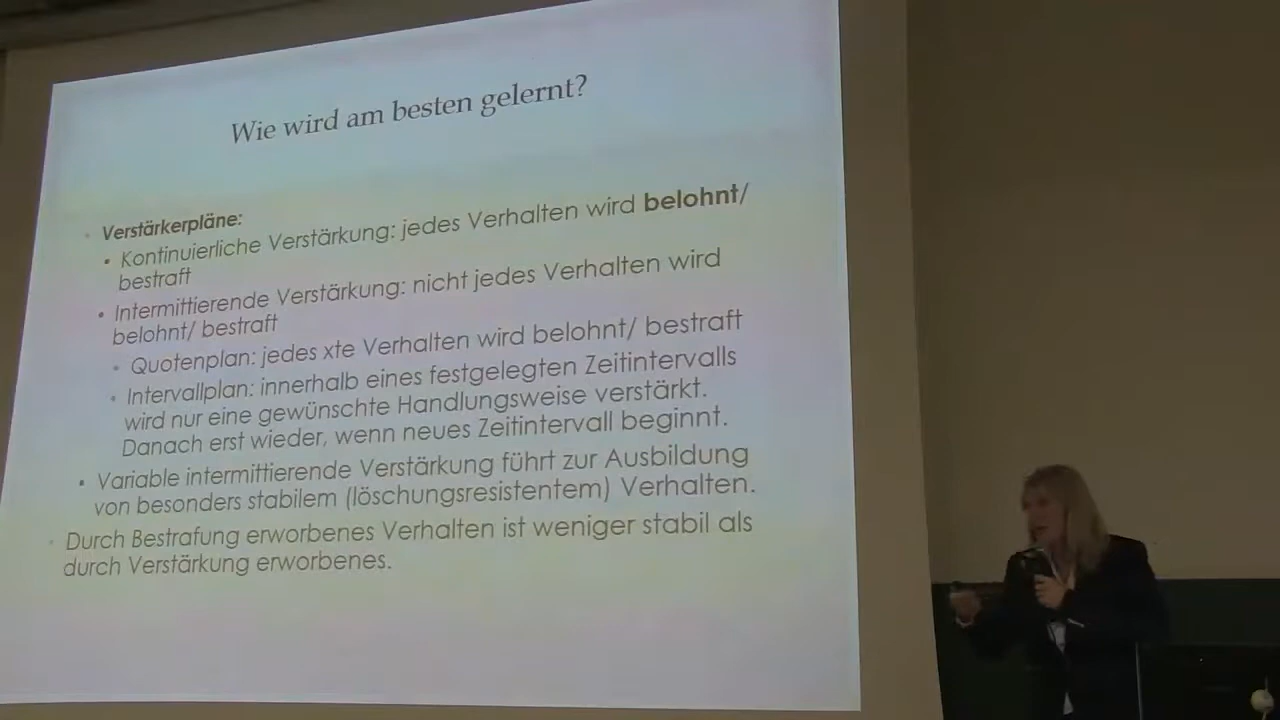 Wie wird am besten gelernt?
Verstärkerpläne:
• Kontinuierliche Verstärkung: jedes Verhalten wird belohnt/
bestraft
• Intermittierende Verstärkung: nicht jedes Verhalten wird
belohnt/ bestraft
• Quotenplan: jedes xte Verhalten wird belohnt/ bestraft
• Intervallplan: innerhalb eines festgelegten Zeitintervalls
wird nur eine gewünschte Handlungsweise verstärkt.
Danach erst wieder, wenn neues Zeitintervall beginnt.
• Variable intermittierende Verstärkung führt zur Ausbildung
von besonders stabilem (löschungsresistentem) Verhalten.
Durch Bestrafung erworbenes Verhalten ist weniger stabil als
durch Verstärkung erworbenes.